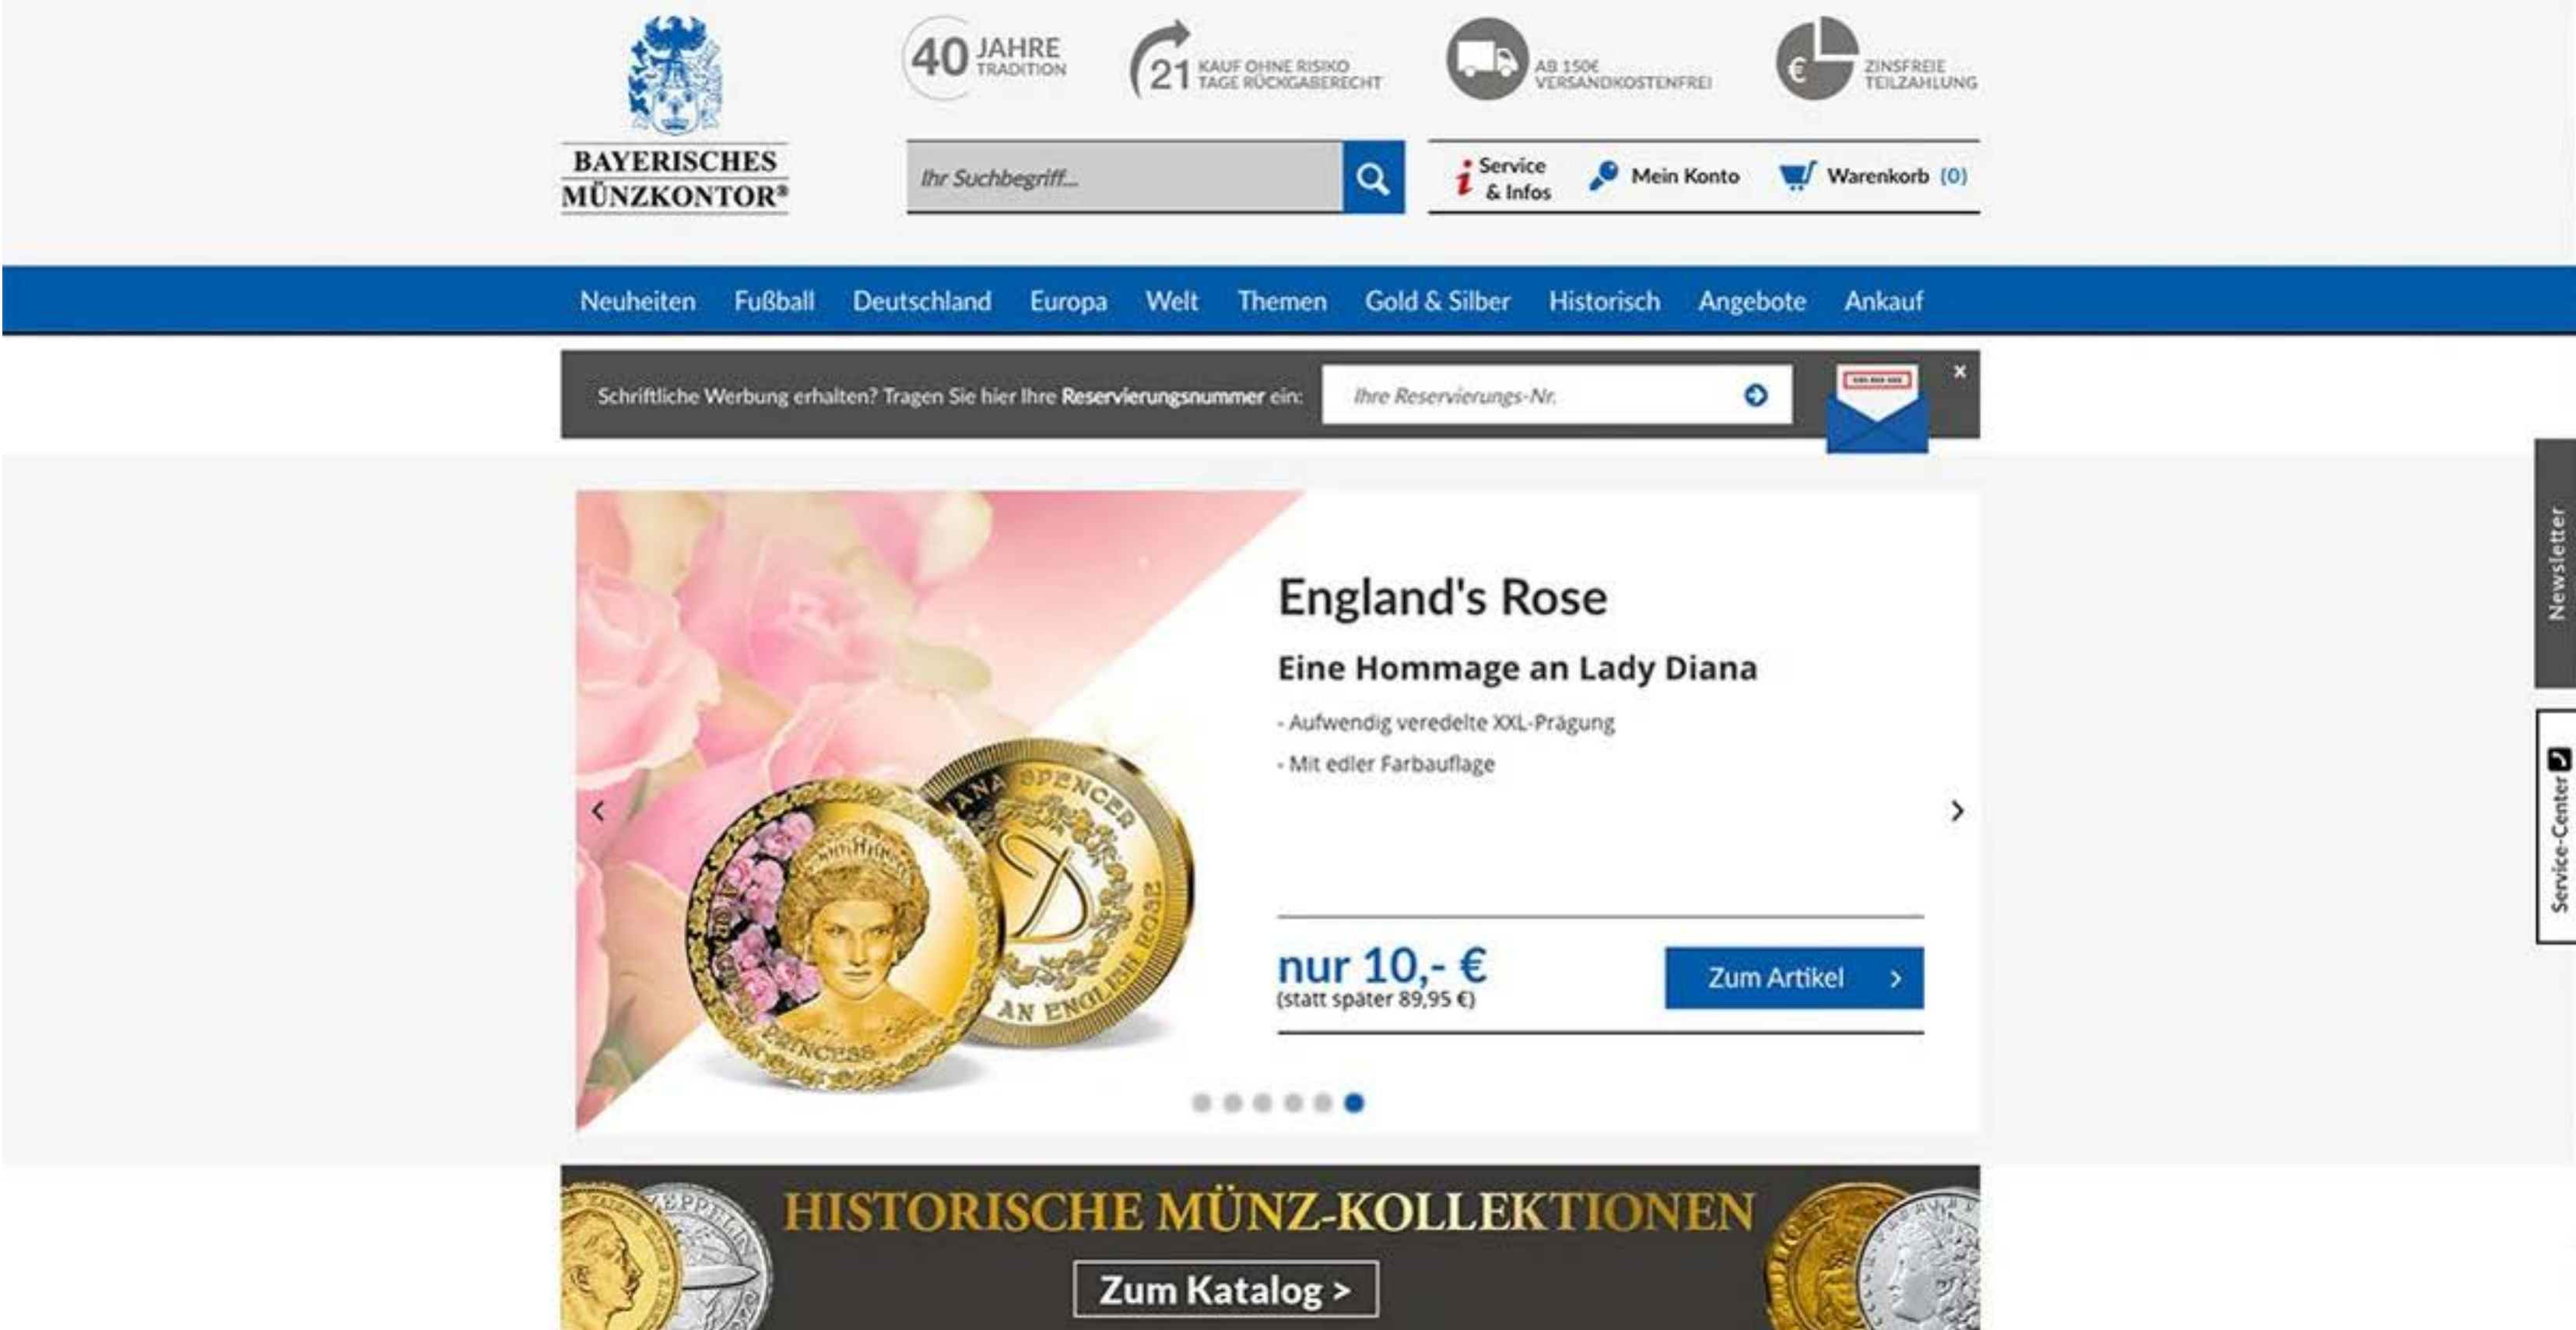 BAYERISCHES
MÜNZKONTOR®
40 JAHRE
TRADITION
21 KAUF OHNE RISIKO
TAGE RÜCKGABERECHT
AB 150€
VERSANDKOSTENFREI
€ ZINSFREIE
TEILZAHLUNG
Ihr Suchbegriff...
i Service
& Infos
Mein Konto
Warenkorb (0)
Neuheiten Fußball Deutschland Europa Welt Themen Gold & Silber Historisch Angebote Ankauf
Schriftliche Werbung erhalten? Tragen Sie hier Ihre Reservierungsnummer ein:
Ihre Reservierungs-Nr.
x
Newsletter
Service-Center
England's Rose
Eine Hommage an Lady Diana
- Aufwendig veredelte XXL-Prägung
- Mit edler Farbauflage
SPENCER
D
AN ENGLISH ROSE
PRINCESS
nur 10,- €
(statt später 89,95 €)
Zum Artikel >
HISTORISCHE MÜNZ-KOLLEKTIONEN
Zum Katalog >
ZEPPELIN